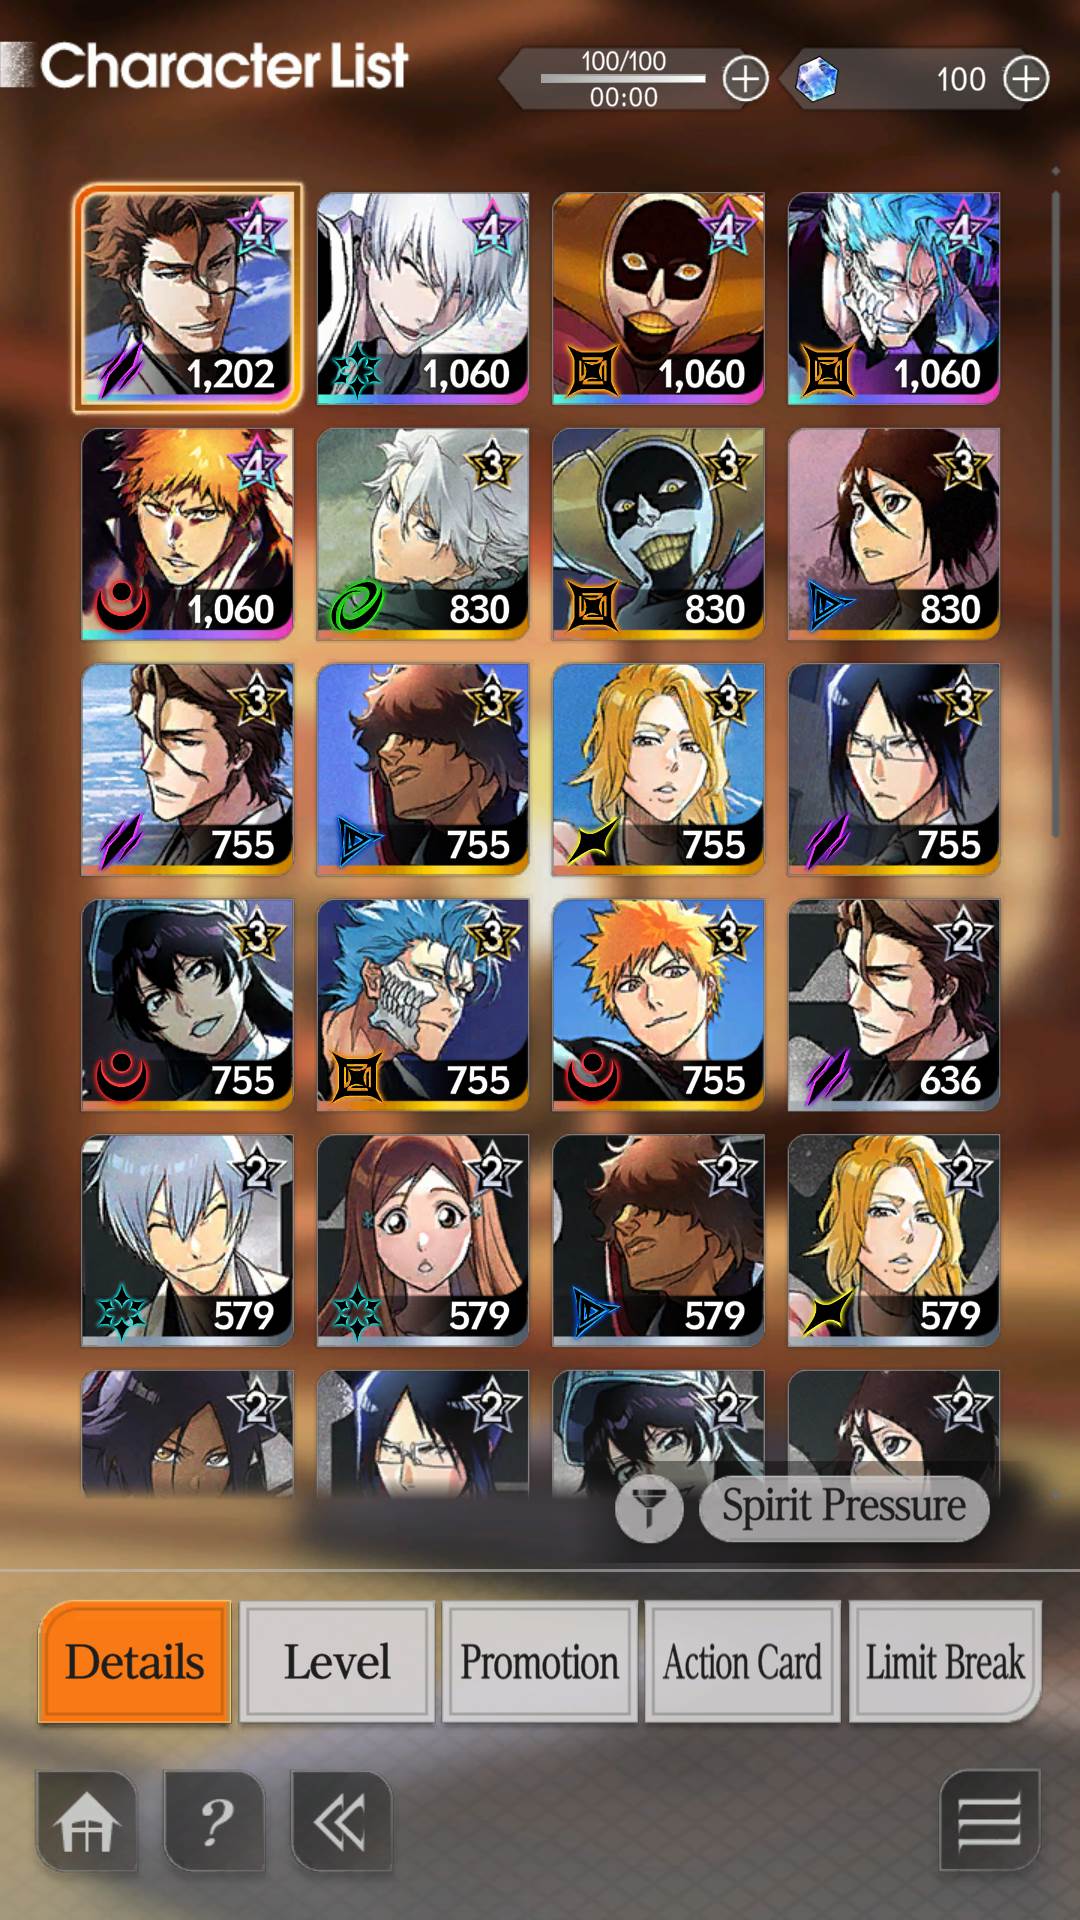 Character List
100/100
00:00
100
4 4 4 4
1,202 1,060 1,060 1,060
4 3 3 3
1,060 830 830 830
3 3 3 3
755 755 755 755
3 3 3 2
755 755 755 636
2 2 2 2
579 579 579 579
2 2 2 2
Spirit Pressure
Details Level Promotion Action Card Limit Break
?